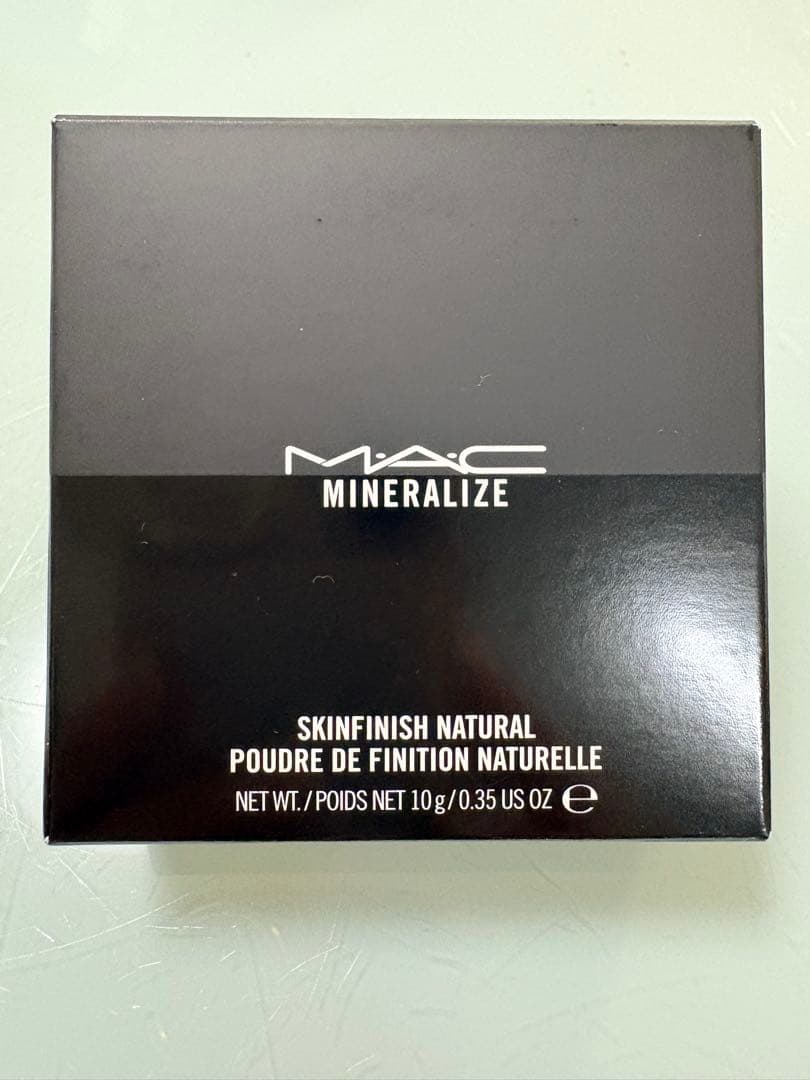 M·A·C
MINERALIZE
SKINFINISH NATURAL
POUDRE DE FINITION NATURELLE
NET WT./POIDS NET 10 g/0.35 US OZ ℮